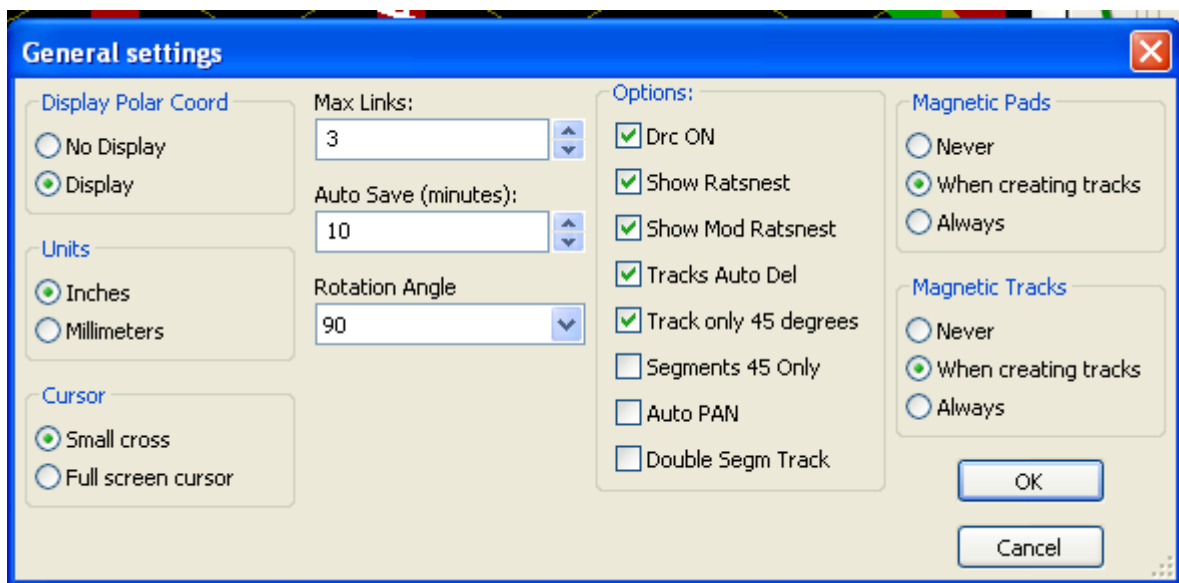 General settings
Display Polar Coord
No Display
Display
Units
Inches
Millimeters
Cursor
Small cross
Full screen cursor
Max Links:
3
Auto Save (minutes):
10
Rotation Angle
90
Options:
Drc ON
Show Ratsnest
Show Mod Ratsnest
Tracks Auto Del
Track only 45 degrees
Segments 45 Only
Auto PAN
Double Segm Track
Magnetic Pads
Never
When creating tracks
Always
Magnetic Tracks
Never
When creating tracks
Always
OK
Cancel